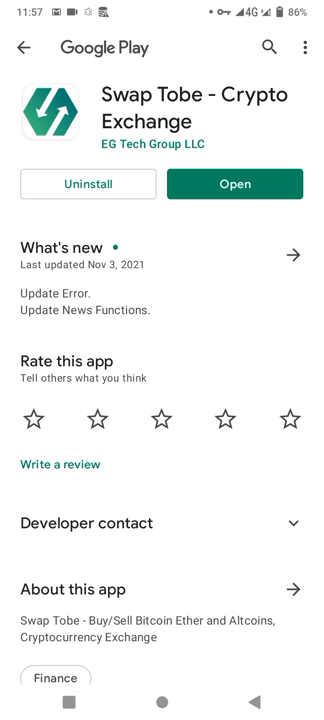 11:57
4G
86%
Google Play
Swap Tobe - Crypto
Exchange
EG Tech Group LLC
Uninstall
Open
What's new
Last updated Nov 3, 2021
Update Error.
Update News Functions.
Rate this app
Tell others what you think
Write a review
Developer contact
About this app
Swap Tobe - Buy/Sell Bitcoin Ether and Altcoins,
Cryptocurrency Exchange
Finance